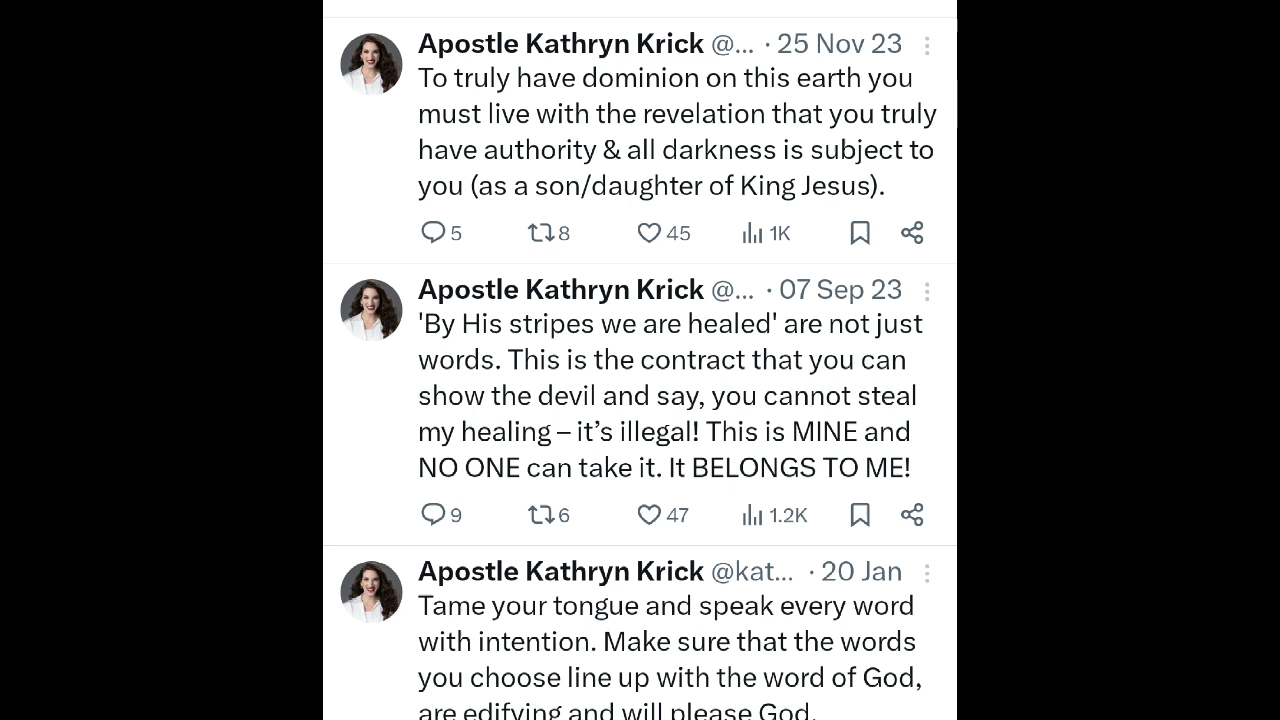 Apostle Kathryn Krick @... · 25 Nov 23
To truly have dominion on this earth you
must live with the revelation that you truly
have authority & all darkness is subject to
you (as a son/daughter of King Jesus).
5 8 45 1K
Apostle Kathryn Krick @... · 07 Sep 23
'By His stripes we are healed' are not just
words. This is the contract that you can
show the devil and say, you cannot steal
my healing – it’s illegal! This is MINE and
NO ONE can take it. It BELONGS TO ME!
9 6 47 1.2K
Apostle Kathryn Krick @kat... · 20 Jan
Tame your tongue and speak every word
with intention. Make sure that the words
you choose line up with the word of God,
are edifying and will please God.